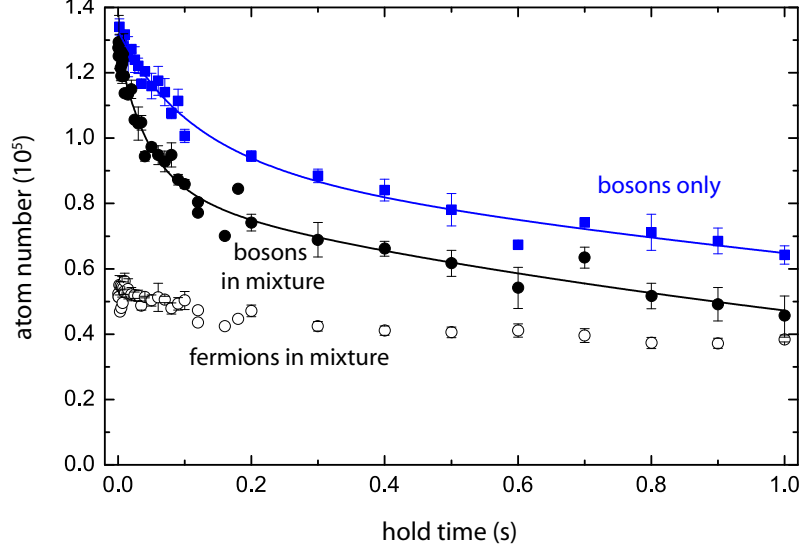 1.4
1.2
1.0
0.8
0.6
0.4
0.2
0.0
atom number (10⁵)
bosons only
bosons
in mixture
fermions in mixture
0.0 0.2 0.4 0.6 0.8 1.0
hold time (s)